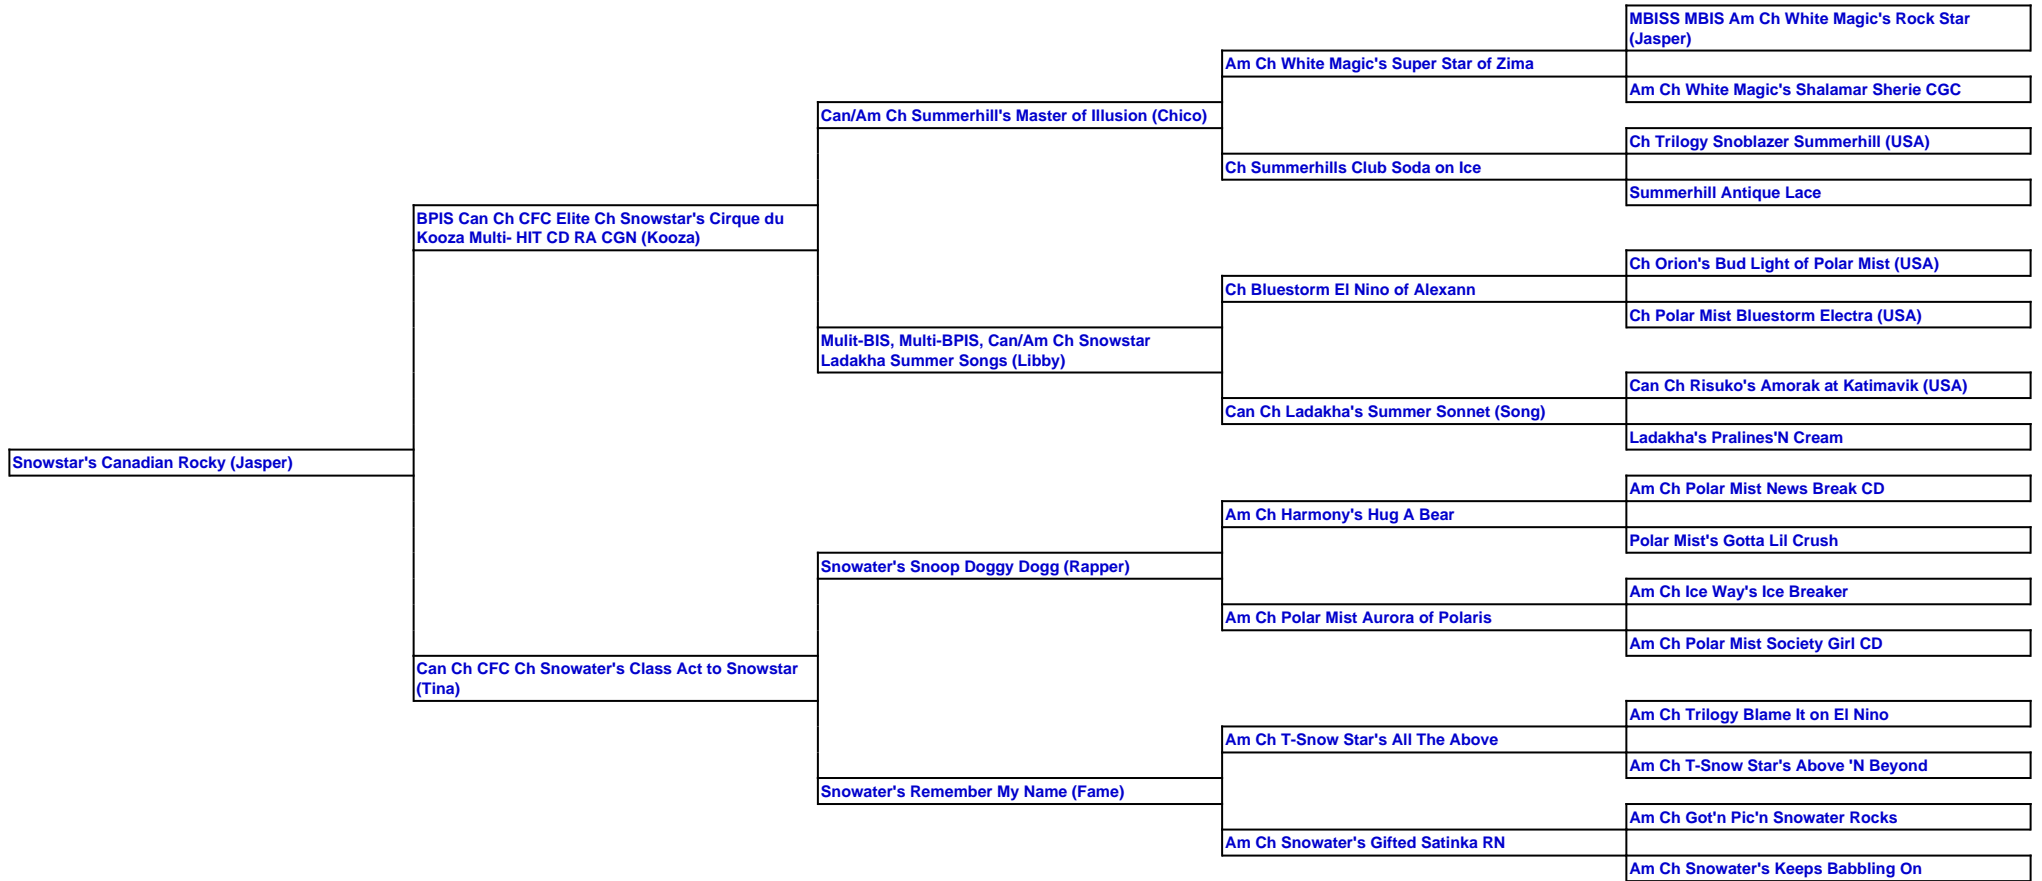 MBISS MBIS Am Ch White Magic's Rock Star
(Jasper)
Am Ch White Magic's Super Star of Zima
Am Ch White Magic's Shalamar Sherie CGC
Can/Am Ch Summerhill's Master of Illusion (Chico)
Ch Trilogy Snoblazer Summerhill (USA)
Ch Summerhills Club Soda on Ice
Summerhill Antique Lace
BPIS Can Ch CFC Elite Ch Snowstar's Cirque du
Kooza Multi- HIT CD RA CGN (Kooza)
Ch Orion's Bud Light of Polar Mist (USA)
Ch Bluestorm El Nino of Alexann
Ch Polar Mist Bluestorm Electra (USA)
Mulit-BIS, Multi-BPIS, Can/Am Ch Snowstar
Ladakha Summer Songs (Libby)
Can Ch Risuko's Amorak at Katimavik (USA)
Can Ch Ladakha's Summer Sonnet (Song)
Ladakha's Pralines'N Cream
Snowstar's Canadian Rocky (Jasper)
Am Ch Polar Mist News Break CD
Am Ch Harmony's Hug A Bear
Polar Mist's Gotta Lil Crush
Snowater's Snoop Doggy Dogg (Rapper)
Am Ch Ice Way's Ice Breaker
Am Ch Polar Mist Aurora of Polaris
Am Ch Polar Mist Society Girl CD
Can Ch CFC Ch Snowater's Class Act to Snowstar
(Tina)
Am Ch Trilogy Blame It on El Nino
Am Ch T-Snow Star's All The Above
Am Ch T-Snow Star's Above 'N Beyond
Snowater's Remember My Name (Fame)
Am Ch Got'n Pic'n Snowater Rocks
Am Ch Snowater's Gifted Satinka RN
Am Ch Snowater's Keeps Babbling On